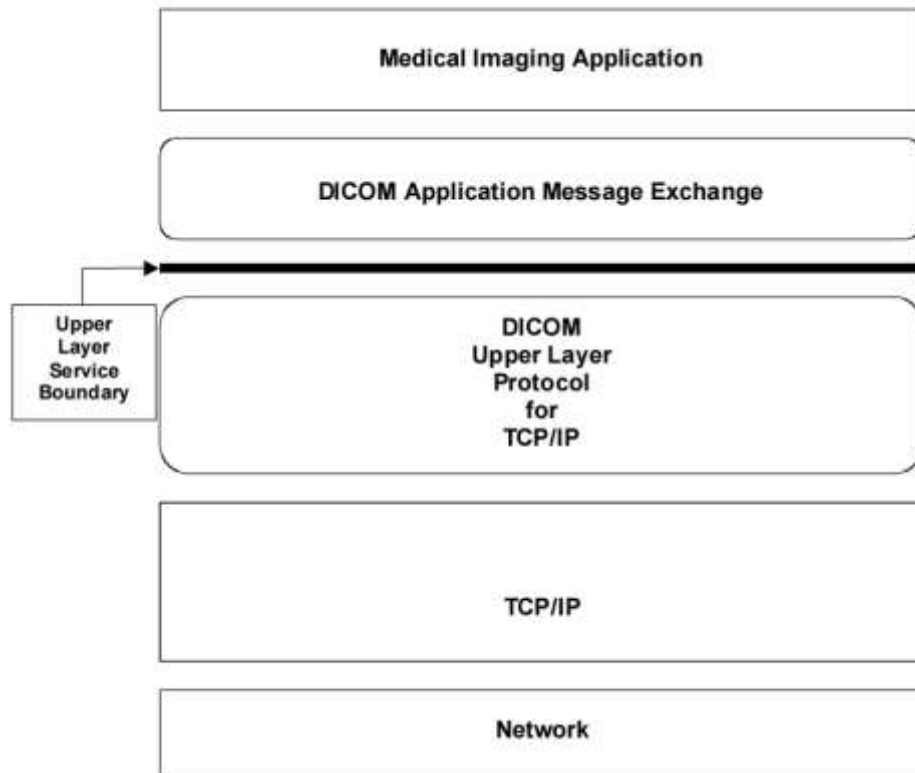 Medical Imaging Application
DICOM Application Message Exchange
Upper
Layer
Service
Boundary
DICOM
Upper Layer
Protocol
for
TCP/IP
TCP/IP
Network